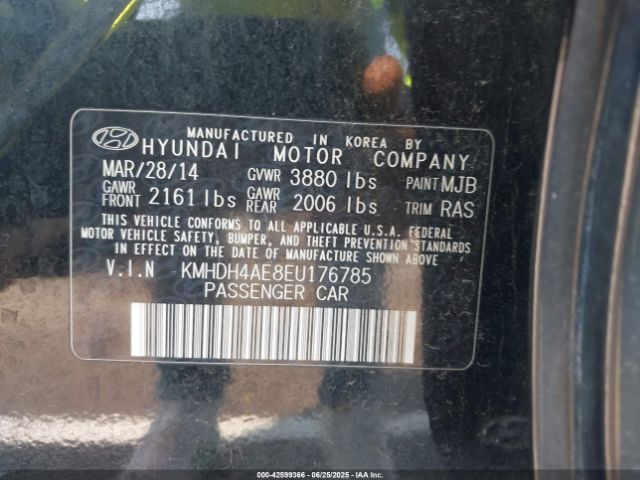 MANUFACTURED IN KOREA BY
HYUNDAI MOTOR COMPANY
MAR/28/14 GVWR 3880 lbs PAINT MJB
GAWR FRONT 2161 lbs GAWR REAR 2006 lbs TRIM RAS
THIS VEHICLE CONFORMS TO ALL APPLICABLE U.S.A. FEDERAL
MOTOR VEHICLE SAFETY, BUMPER, AND THEFT PREVENTION STANDARDS
IN EFFECT ON THE DATE OF MANUFACTURE SHOWN ABOVE.
V.I.N KMHDH4AE8EU176785
PASSENGER CAR
000-42599366 - 06/25/2025 - IAA, Inc.